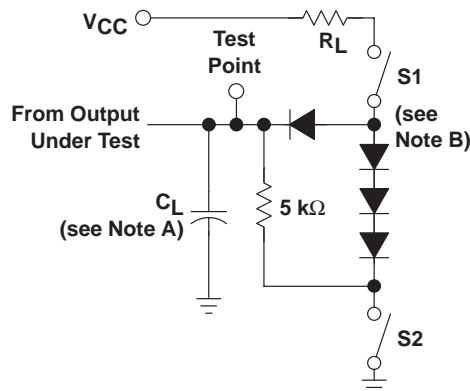 VCC
RL
Test
Point
S1
From Output
Under Test
(see
Note B)
CL
(see Note A)
5 kΩ
S2